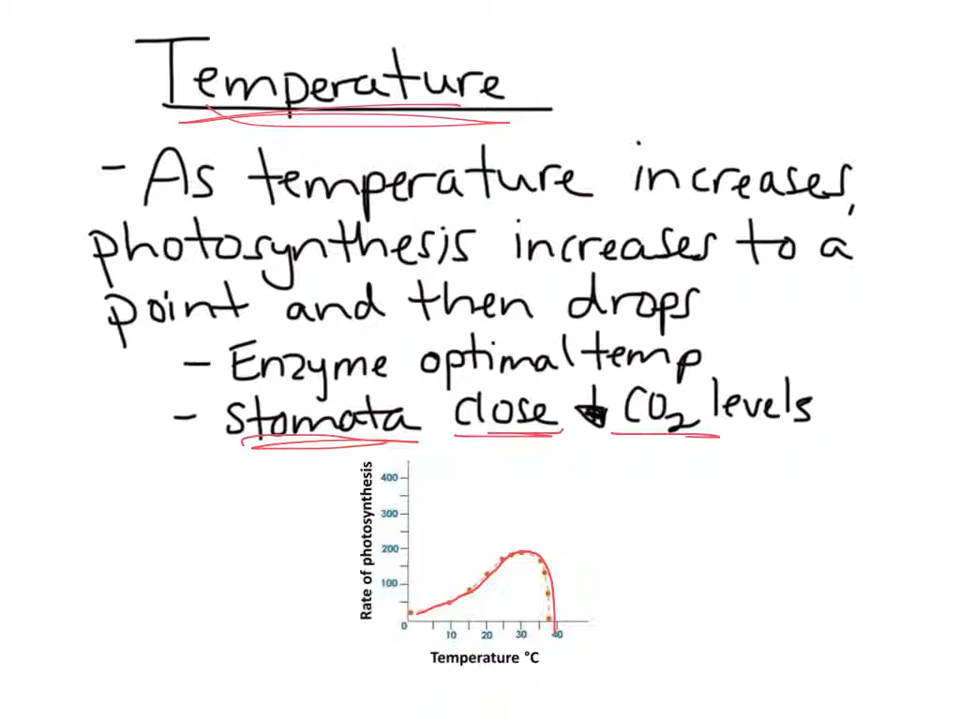 Temperature
- As temperature increases,
photosynthesis increases to a
point and then drops
- Enzyme optimal temp
- Stomata close ↓ CO2 levels
Rate of photosynthesis
400
300
200
100
0
10 20 30 40
Temperature °C